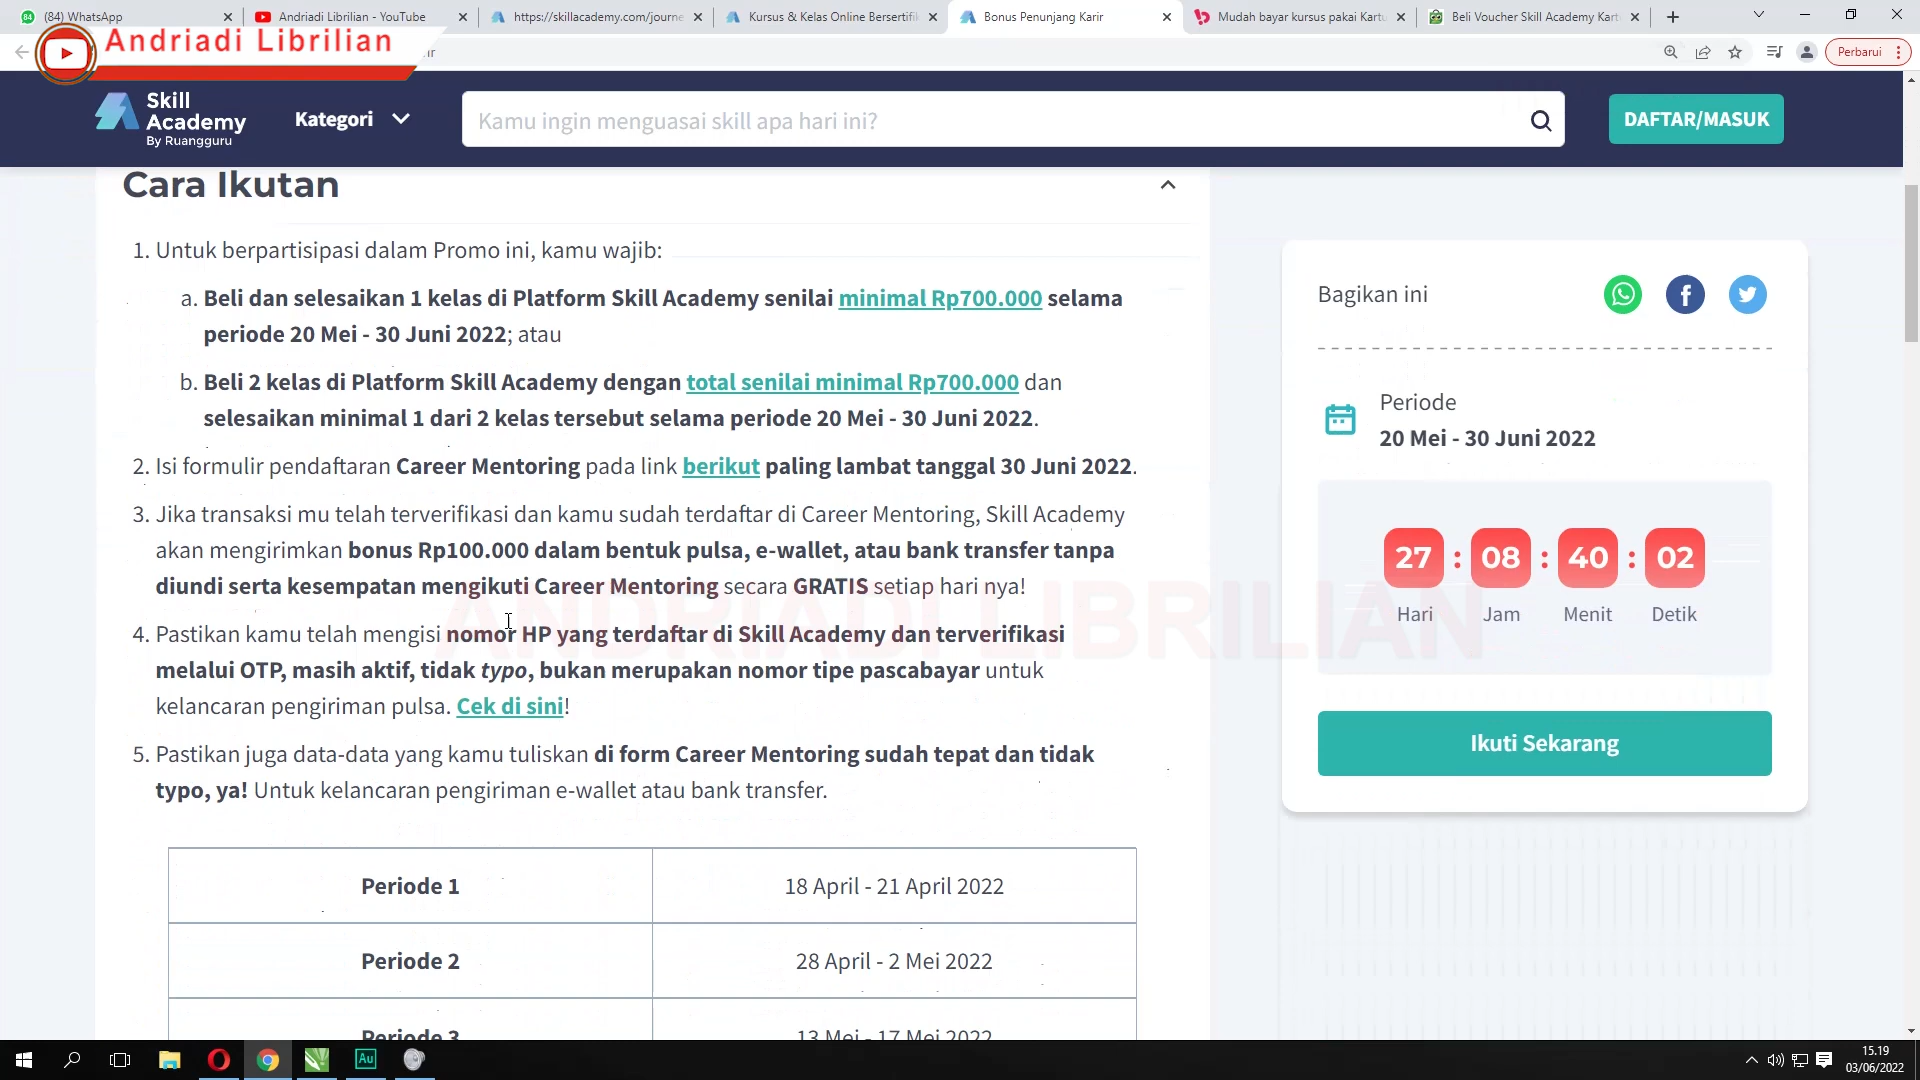 (84) WhatsApp
Andriadi Librilian - YouTube
https://skillacademy.com/journe
Kursus & Kelas Online Bersertifik
Bonus Penunjang Karir
Mudah bayar kursus pakai Kartu
Beli Voucher Skill Academy Kart
Andriadi Librilian
ir
Perbarui
Skill
Academy
By Ruangguru
Kategori
Kamu ingin menguasai skill apa hari ini?
DAFTAR/MASUK
Cara Ikutan
1. Untuk berpartisipasi dalam Promo ini, kamu wajib:
a. Beli dan selesaikan 1 kelas di Platform Skill Academy senilai minimal Rp700.000 selama
periode 20 Mei - 30 Juni 2022; atau
b. Beli 2 kelas di Platform Skill Academy dengan total senilai minimal Rp700.000 dan
selesaikan minimal 1 dari 2 kelas tersebut selama periode 20 Mei - 30 Juni 2022.
2. Isi formulir pendaftaran Career Mentoring pada link berikut paling lambat tanggal 30 Juni 2022.
3. Jika transaksi mu telah terverifikasi dan kamu sudah terdaftar di Career Mentoring, Skill Academy
akan mengirimkan bonus Rp100.000 dalam bentuk pulsa, e-wallet, atau bank transfer tanpa
diundi serta kesempatan mengikuti Career Mentoring secara GRATIS setiap hari nya!
4. Pastikan kamu telah mengisi nomor HP yang terdaftar di Skill Academy dan terverifikasi
melalui OTP, masih aktif, tidak typo, bukan merupakan nomor tipe pascabayar untuk
kelancaran pengiriman pulsa. Cek di sini!
5. Pastikan juga data-data yang kamu tuliskan di form Career Mentoring sudah tepat dan tidak
typo, ya! Untuk kelancaran pengiriman e-wallet atau bank transfer.
Periode 1 18 April - 21 April 2022
Periode 2 28 April - 2 Mei 2022
Periode 3 13 Mei - 17 Mei 2022
Bagikan ini
Periode
20 Mei - 30 Juni 2022
27 : 08 : 40 : 02
Hari Jam Menit Detik
Ikuti Sekarang
ANDRIADI LIBRILIAN
Au
15.19
03/06/2022